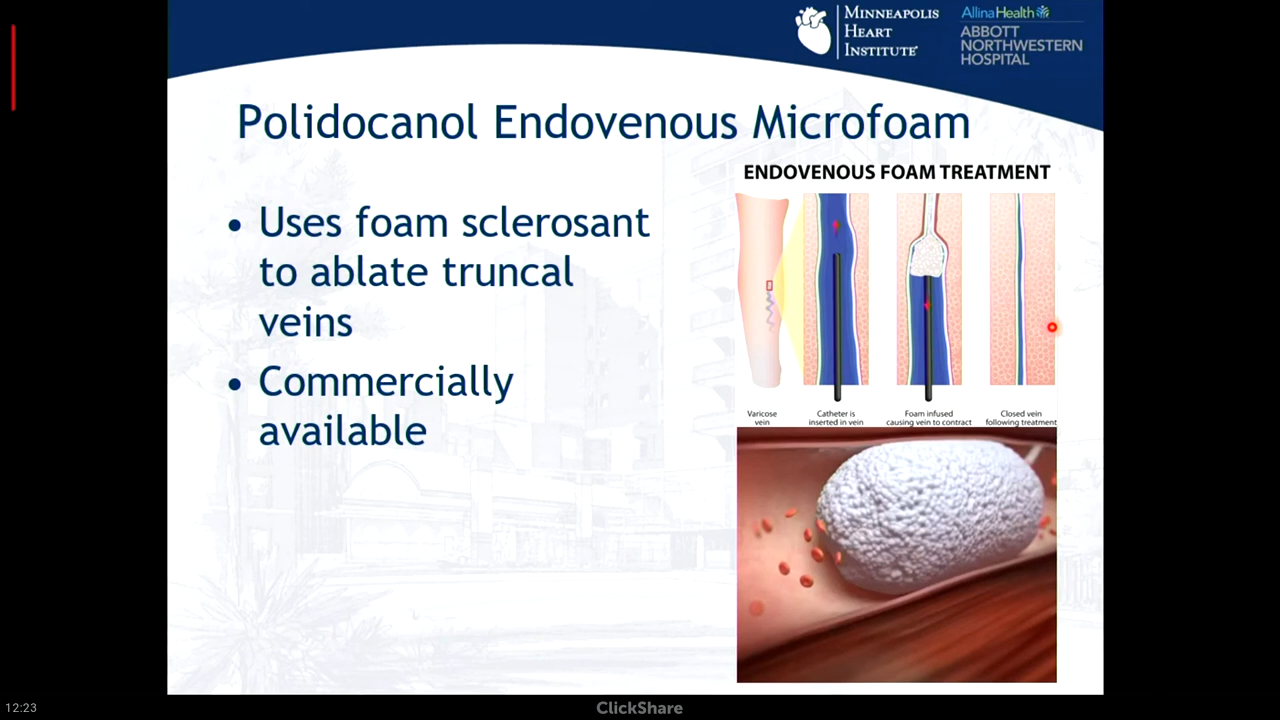 MINNEAPOLIS
HEART
INSTITUTE
AllinaHealth
ABBOTT
NORTHWESTERN
HOSPITAL
Polidocanol Endovenous Microfoam
• Uses foam sclerosant
to ablate truncal
veins
• Commercially
available
ENDOVENOUS FOAM TREATMENT
Varicose
vein
Catheter is
inserted in vein
Foam infused
causing vein to contract
Closed vein
following treatment
12:23
ClickShare